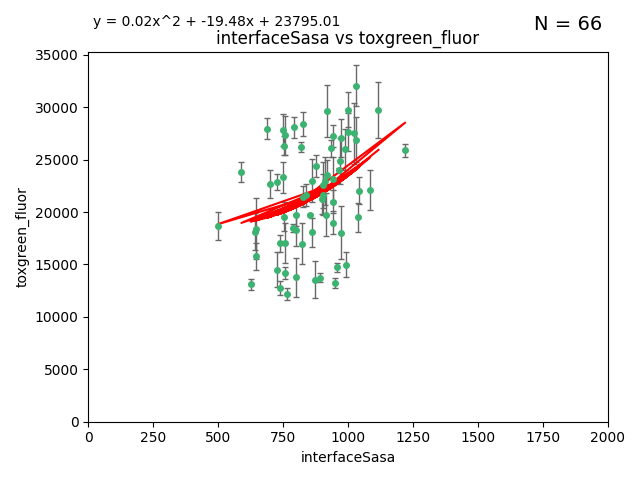 y = 0.02x^2 + -19.48x + 23795.01
N = 66
interfaceSasa vs toxgreen_fluor
35000
30000
25000
20000
15000
10000
5000
0
toxgreen_fluor
0 250 500 750 1000 1250 1500 1750 2000
interfaceSasa